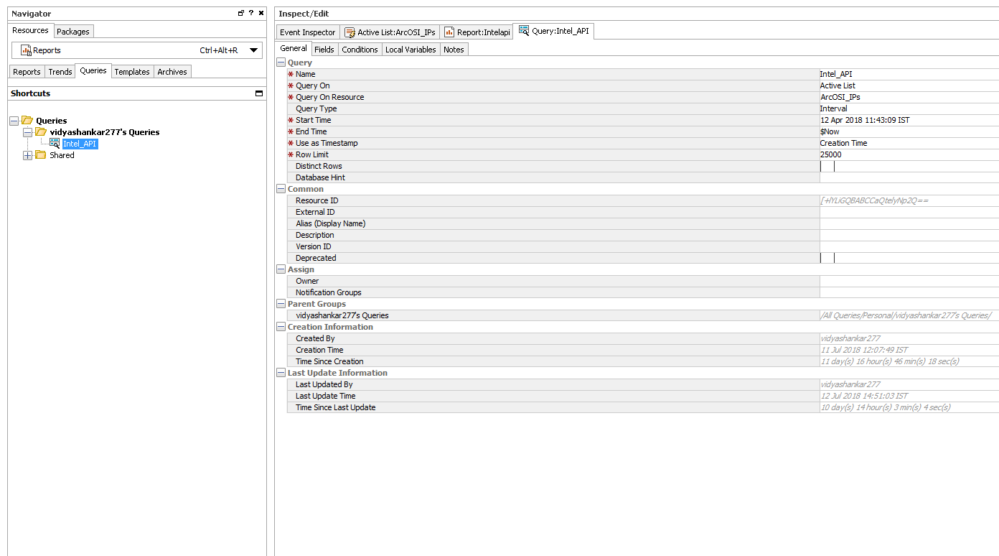 Navigator
Resources Packages
Reports Ctrl+Alt+R
Reports Trends Queries Templates Archives
Shortcuts
Queries
vidyashankar277's Queries
Intel_API
Shared
Inspect/Edit
Event Inspector Active List:ArcOSI_IPs Report:Intelapi Query:Intel_API
General Fields Conditions Local Variables Notes
Query
* Name Intel_API
* Query On Active List
* Query On Resource ArcOSI_IPs
Query Type Interval
* Start Time 12 Apr 2018 11:43:09 IST
* End Time $Now
* Use as Timestamp Creation Time
* Row Limit 25000
Distinct Rows
Database Hint
Common
Resource ID
External ID
Alias (Display Name)
Description
Version ID
Deprecated
Assign
Owner
Notification Groups
Parent Groups
vidyashankar277's Queries /All Queries/Personal/vidyashankar277's Queries/
Creation Information
Created By vidyashankar277
Creation Time 11 Jul 2018 12:07:49 IST
Time Since Creation 11 day(s) 16 hour(s) 46 min(s) 18 sec(s)
Last Update Information
Last Updated By vidyashankar277
Last Update Time 12 Jul 2018 14:51:03 IST
Time Since Last Update 10 day(s) 14 hour(s) 3 min(s) 4 sec(s)